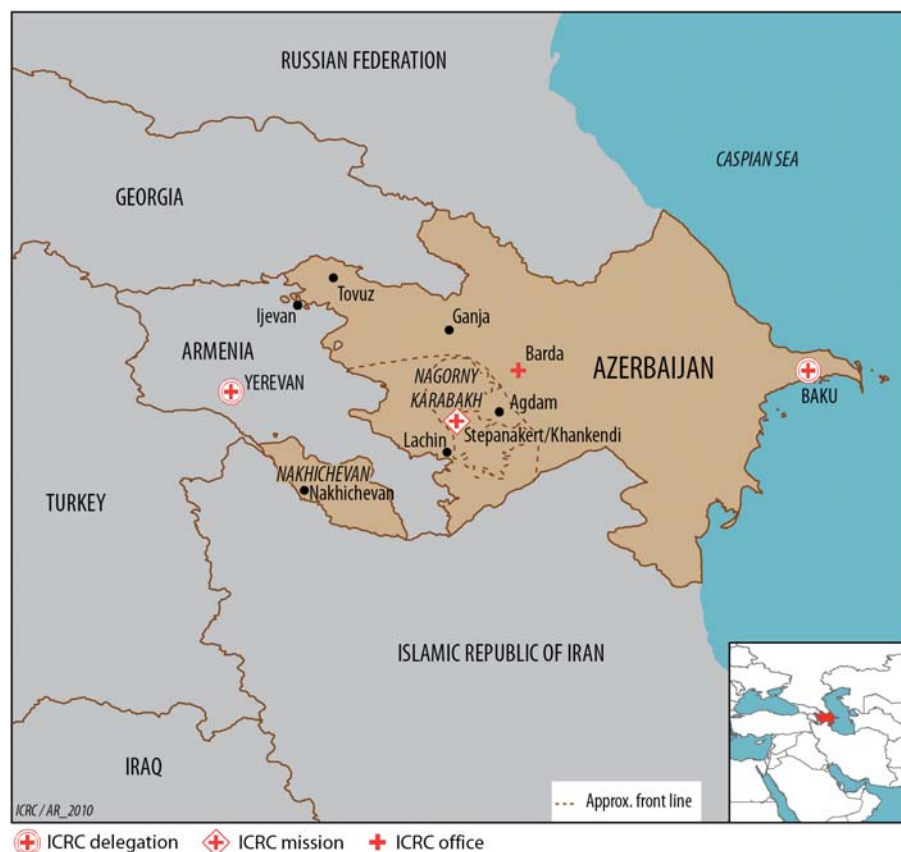 RUSSIAN FEDERATION
CASPIAN SEA
GEORGIA
Tovuz
Ijevan
Ganja
ARMENIA
Barda
AZERBAIJAN
YEREVAN
NAGORNY
KARABAKH
Agdam
BAKU
Stepanakert/Khankendi
Lachin
NAKHICHEVAN
Nakhichevan
TURKEY
ISLAMIC REPUBLIC OF IRAN
IRAQ
Approx. front line
ICRC / AR_2010
ICRC delegation ICRC mission ICRC office